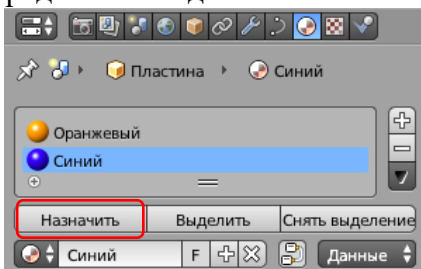 Пластина Синий
Оранжевый
Синий
Назначить Выделить Снять выделение
Синий F Данные